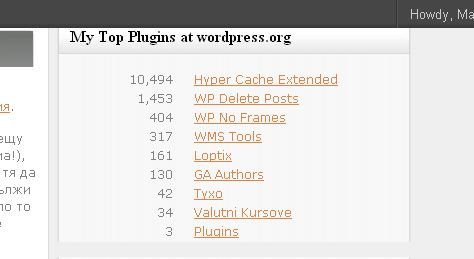 Howdy, Ma
My Top Plugins at wordpress.org
10,494 Hyper Cache Extended
1,453 WP Delete Posts
404 WP No Frames
317 WMS Tools
161 Loptix
130 GA Authors
42 Tyxo
34 Valutni Kursove
3 Plugins
ия.
ещу
ла!),
тя да
ължи
ло то
е